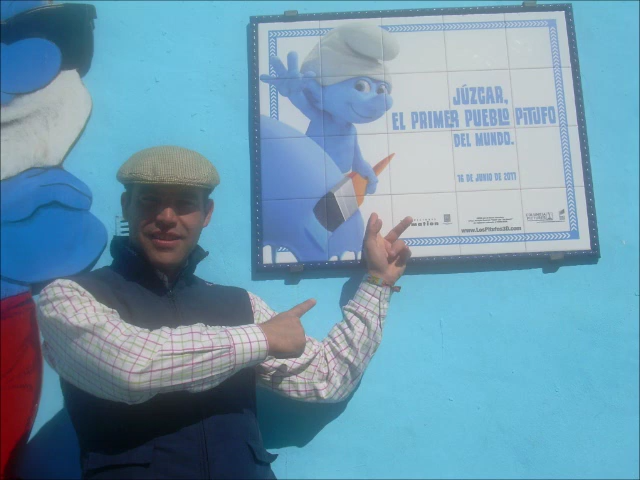 JÚZCAR,
EL PRIMER PUEBLO PITUFO
DEL MUNDO.
16 DE JUNIO DE 2011
www.LosPitufos3D.com